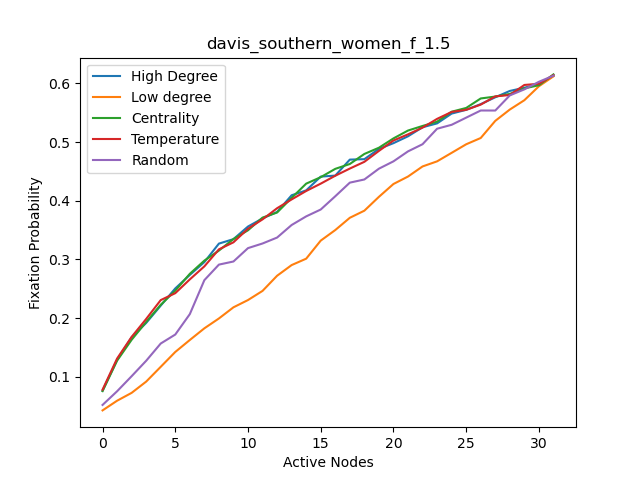 davis_southern_women_f_1.5
High Degree
Low degree
Centrality
Temperature
Random
Fixation Probability
0.6
0.5
0.4
0.3
0.2
0.1
0 5 10 15 20 25 30
Active Nodes